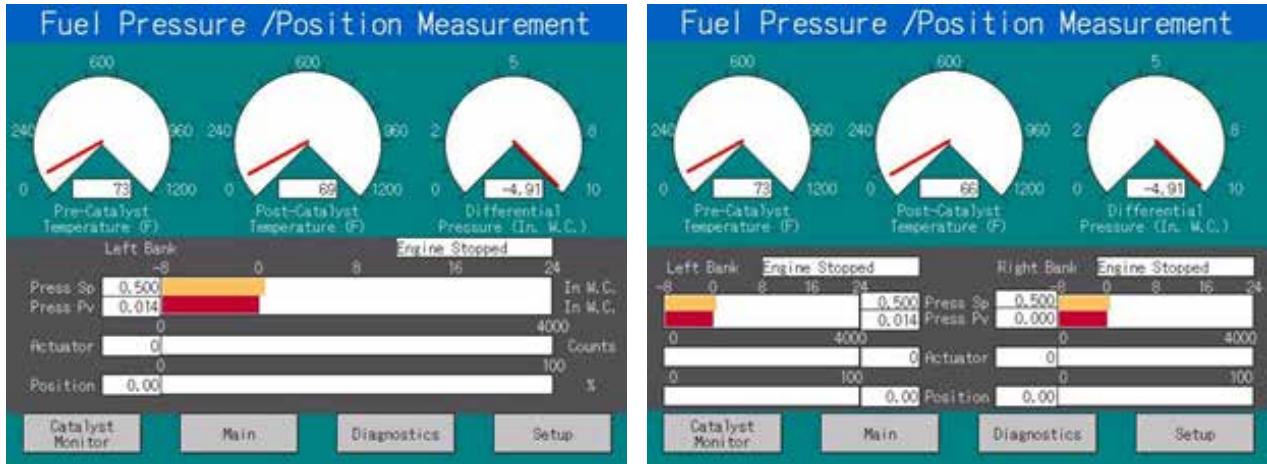 Fuel Pressure /Position Measurement
600
600
5
240
960
240
960
2
8
0
73
1200
0
69
1200
0
-4.91
10
Pre-Catalyst
Temperature (F)
Post-Catalyst
Temperature (F)
Differential
Pressure (In. W.C.)
Left Bank
Engine Stopped
-8 0 8 16 24
Press Sp 0.500 In W.C.
Press Pv 0.014 In W.C.
0 4000
Actuator 0 Counts
0 100
Position 0.00 %
Catalyst
Monitor
Main
Diagnostics
Setup
Fuel Pressure /Position Measurement
600
600
5
240
960
240
960
2
8
0
73
1200
0
66
1200
0
-4.91
10
Pre-Catalyst
Temperature (F)
Post-Catalyst
Temperature (F)
Differential
Pressure (In. W.C.)
Left Bank Engine Stopped
Right Bank Engine Stopped
-8 0 8 16 24
-8 0 8 16 24
0.500 Press Sp 0.500
0.014 Press Pv 0.000
0 4000
0 4000
0 Actuator 0
0 100
0 100
0.00 Position 0.00
Catalyst
Monitor
Main
Diagnostics
Setup